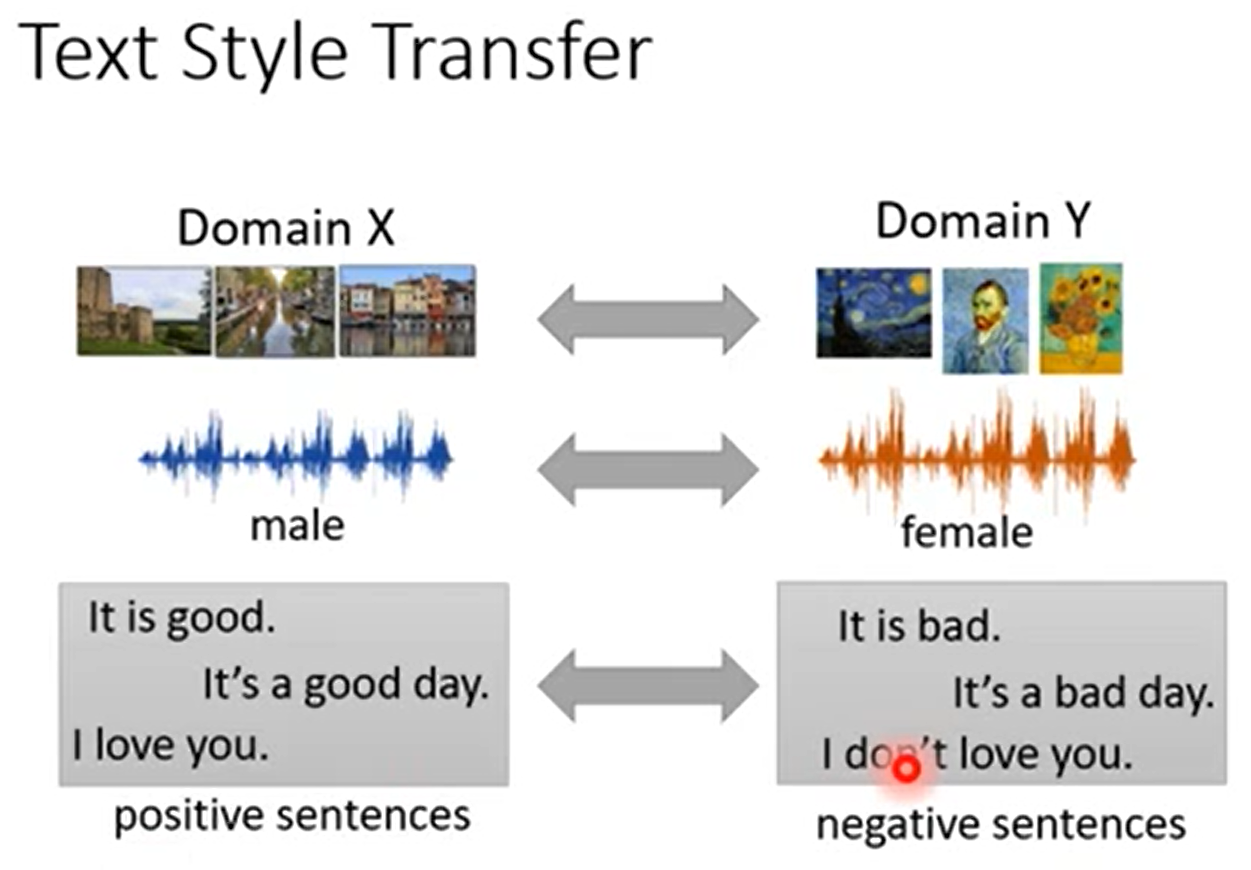 Text Style Transfer
Domain X
Domain Y
male
female
It is good.
It's a good day.
I love you.
positive sentences
It is bad.
It's a bad day.
I don't love you.
negative sentences